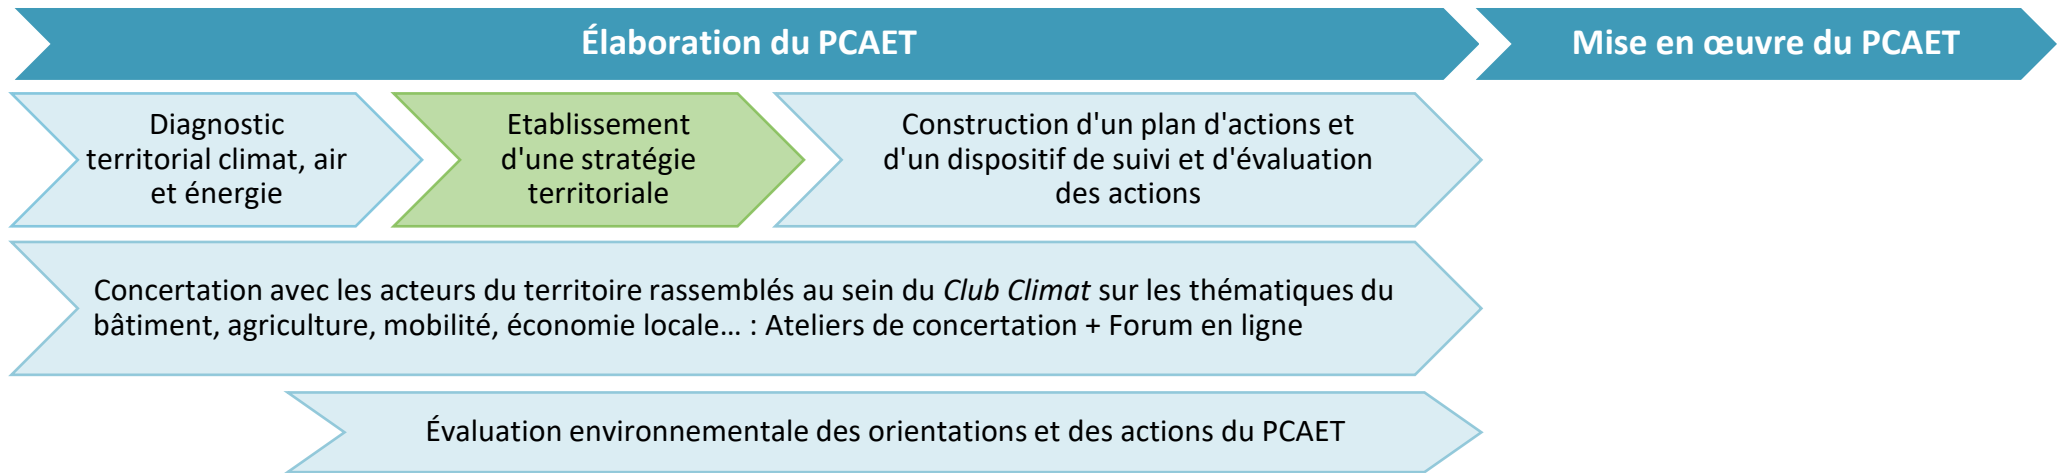 Élaboration du PCAET
Mise en œuvre du PCAET
Diagnostic
territorial climat, air
et énergie
Etablissement
d'une stratégie
territoriale
Construction d'un plan d'actions et
d'un dispositif de suivi et d'évaluation
des actions
Concertation avec les acteurs du territoire rassemblés au sein du Club Climat sur les thématiques du
bâtiment, agriculture, mobilité, économie locale… : Ateliers de concertation + Forum en ligne
Évaluation environnementale des orientations et des actions du PCAET